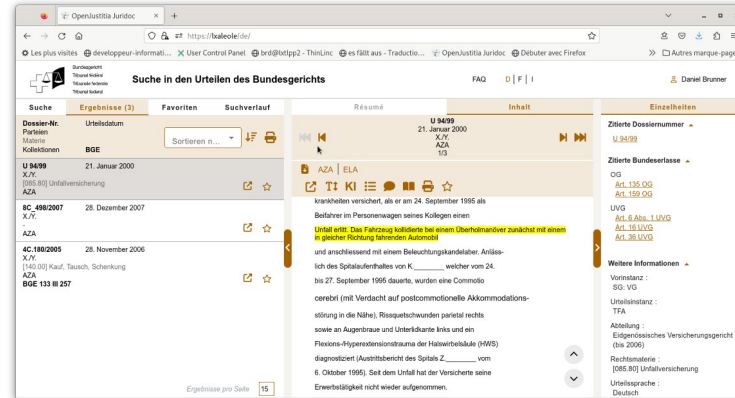 OpenJustitia Juridoc
https://lxaleole/de/
Les plus visités developpeur-informati... User Control Panel brd@lxtlpp2 - ThinLinc es fällt aus - Traductio... OpenJustitia Juridoc Débuter avec Firefox Autres marque-page
Bundesgericht
Tribunal fédéral
Tribunale federale
Tribunal federal
Suche in den Urteilen des Bundesgerichts
FAQ D | F | I
Daniel Brunner
Suche Ergebnisse (3) Favoriten Suchverlauf
Dossier-Nr. Urteilsdatum
Parteien
Materie
Kollektionen BGE
Sortieren n...
U 94/99 21. Januar 2000
X./Y.
[085.80] Unfallversicherung
AZA
8C_498/2007 28. Dezember 2007
X./Y.
-
AZA
4C.180/2005 28. November 2006
X./Y.
[140.00] Kauf, Tausch, Schenkung
AZA
BGE 133 III 257
Ergebnisse pro Seite 15
Résumé Inhalt
U 94/99
21. Januar 2000
X./Y.
AZA
1/3
AZA | ELA
KI
krankheiten versichert, als er am 24. September 1995 als
Beifahrer im Personenwagen seines Kollegen einen
Unfall erlitt. Das Fahrzeug kollidierte bei einem Überholmanöver zunächst mit einem
in gleicher Richtung fahrenden Automobil
und anschliessend mit einem Beleuchtungskandelaber. Anläss-
lich des Spitalaufenthaltes von K.________ welcher vom 24.
bis 27. September 1995 dauerte, wurden eine Commotio
cerebri (mit Verdacht auf postcommotionelle Akkommodations-
störung in die Nähe), Rissquetschwunden parietal rechts
sowie an Augenbraue und Unterlidkante links und ein
Flexions-/Hyperextensionstrauma der Halswirbelsäule (HWS)
diagnostiziert (Austrittsbericht des Spitals Z.________ vom
6. Oktober 1995). Seit dem Unfall hat der Versicherte seine
Erwerbstätigkeit nicht wieder aufgenommen.
Einzelheiten
Zitierte Dossiernummer
U 94/99
Zitierte Bundeserlasse
OG
Art. 135 OG
Art. 159 OG
UVG
Art. 6 Abs. 1 UVG
Art. 16 UVG
Art. 36 UVG
Weitere Informationen
Vorinstanz :
SG: VG
Urteilsinstanz :
TFA
Abteilung :
Eidgenössisches Versicherungsgericht
(bis 2006)
Rechtsmaterie :
[085.80] Unfallversicherung
Urteilssprache :
Deutsch